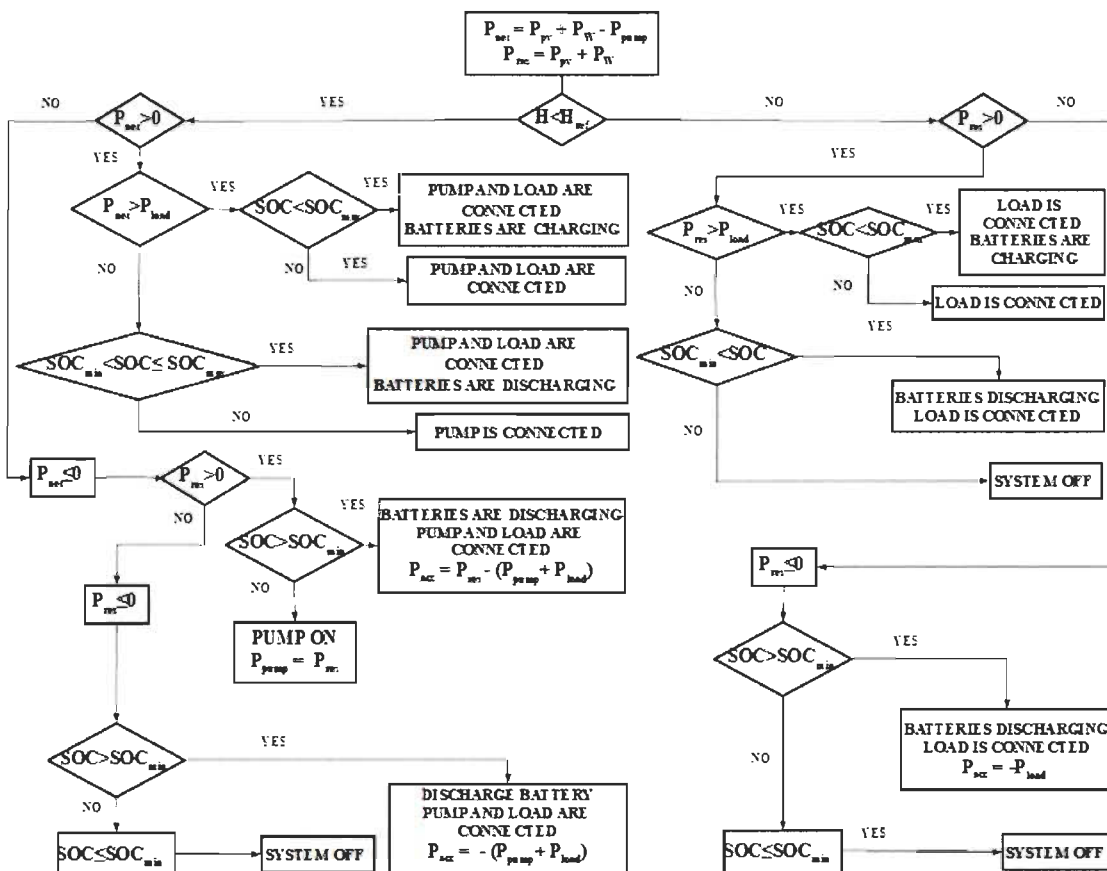 P_net = P_pv + P_W - P_pump
P_res = P_pv + P_W
H<H_ref
YES
NO
P_net>0
NO
YES
P_net>P_load
YES
SOC<SOC_max
YES
PUMP AND LOAD ARE
CONNECTED
BATTERIES ARE CHARGING
NO
YES
PUMP AND LOAD ARE
CONNECTED
NO
SOC_min<SOC≤ SOC_max
YES
PUMP AND LOAD ARE
CONNECTED
BATTERIES ARE DISCHARGING
NO
PUMP IS CONNECTED
P_net≤0
P_res>0
YES
NO
SOC>SOC_min
YES
BATTERIES ARE DISCHARGING
PUMP AND LOAD ARE
CONNECTED
= P_res - (P_pump + P_load)
NO
PUMP ON
P_pump = P_res
P_res≤0
SOC>SOC_min
YES
DISCHARGE BATTERY
PUMP AND LOAD ARE
CONNECTED
= - (P_pump + P_load)
NO
SOC≤SOC_min
SYSTEM OFF
P_res>0
NO
YES
P_res>P_load
YES
SOC<SOC_max
YES
LOAD IS
CONNECTED
BATTERIES ARE
CHARGING
NO
LOAD IS CONNECTED
NO
SOC_min<SOC
YES
BATTERIES DISCHARGING
LOAD IS CONNECTED
NO
SYSTEM OFF
P_res≤0
SOC>SOC_min
YES
BATTERIES DISCHARGING
LOAD IS CONNECTED
= -P_load
NO
SOC≤SOC_min
YES
SYSTEM OFF